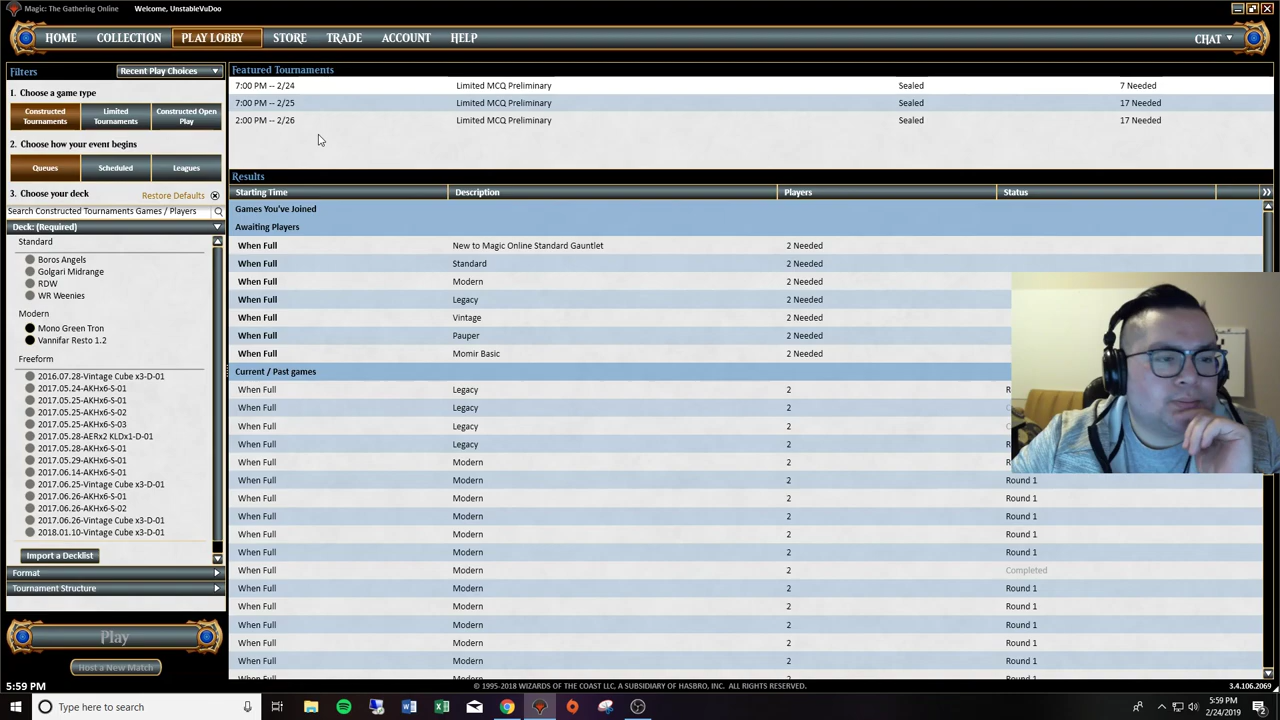 Magic: The Gathering Online Welcome, UnstableVuDoo
HOME COLLECTION PLAY LOBBY STORE TRADE ACCOUNT HELP CHAT
Filters Recent Play Choices
1. Choose a game type
Constructed Tournaments Limited Tournaments Constructed Open Play
2. Choose how your event begins
Queues Scheduled Leagues
3. Choose your deck Restore Defaults
Search Constructed Tournaments Games / Players
Deck: (Required)
Standard
Boros Angels
Golgari Midrange
RDW
WR Weenies
Modern
Mono Green Tron
Vannifar Resto 1.2
Freeform
2016.07.28-Vintage Cube x3-D-01
2017.05.24-AKHx6-S-01
2017.05.25-AKHx6-S-01
2017.05.25-AKHx6-S-02
2017.05.25-AKHx6-S-03
2017.05.28-AERx2 KLDx1-D-01
2017.05.28-AKHx6-S-01
2017.05.29-AKHx6-S-01
2017.06.14-AKHx6-S-01
2017.06.25-Vintage Cube x3-D-01
2017.06.26-AKHx6-S-01
2017.06.26-AKHx6-S-02
2017.06.26-Vintage Cube x3-D-01
2018.01.10-Vintage Cube x3-D-01
Import a Decklist
Format
Tournament Structure
Play
Host a New Match
5:59 PM
Featured Tournaments
7:00 PM -- 2/24 Limited MCQ Preliminary Sealed 7 Needed
7:00 PM -- 2/25 Limited MCQ Preliminary Sealed 17 Needed
2:00 PM -- 2/26 Limited MCQ Preliminary Sealed 17 Needed
Results
Starting Time Description Players Status
Games You've Joined
Awaiting Players
When Full New to Magic Online Standard Gauntlet 2 Needed
When Full Standard 2 Needed
When Full Modern 2 Needed
When Full Legacy 2 Needed
When Full Vintage 2 Needed
When Full Pauper 2 Needed
When Full Momir Basic 2 Needed
Current / Past games
When Full Legacy 2 R
When Full Legacy 2
When Full Legacy 2
When Full Legacy 2 R
When Full Modern 2 R
When Full Modern 2 Round 1
When Full Modern 2 Round 1
When Full Modern 2 Round 1
When Full Modern 2 Round 1
When Full Modern 2 Round 1
When Full Modern 2 Completed
When Full Modern 2 Round 1
When Full Modern 2 Round 1
When Full Modern 2 Round 1
When Full Modern 2 Round 1
When Full Modern 2 Round 1
© 1995-2018 WIZARDS OF THE COAST LLC, A SUBSIDIARY OF HASBRO, INC. ALL RIGHTS RESERVED. 3.4.106.2069
Type here to search
5:59 PM
2/24/2019